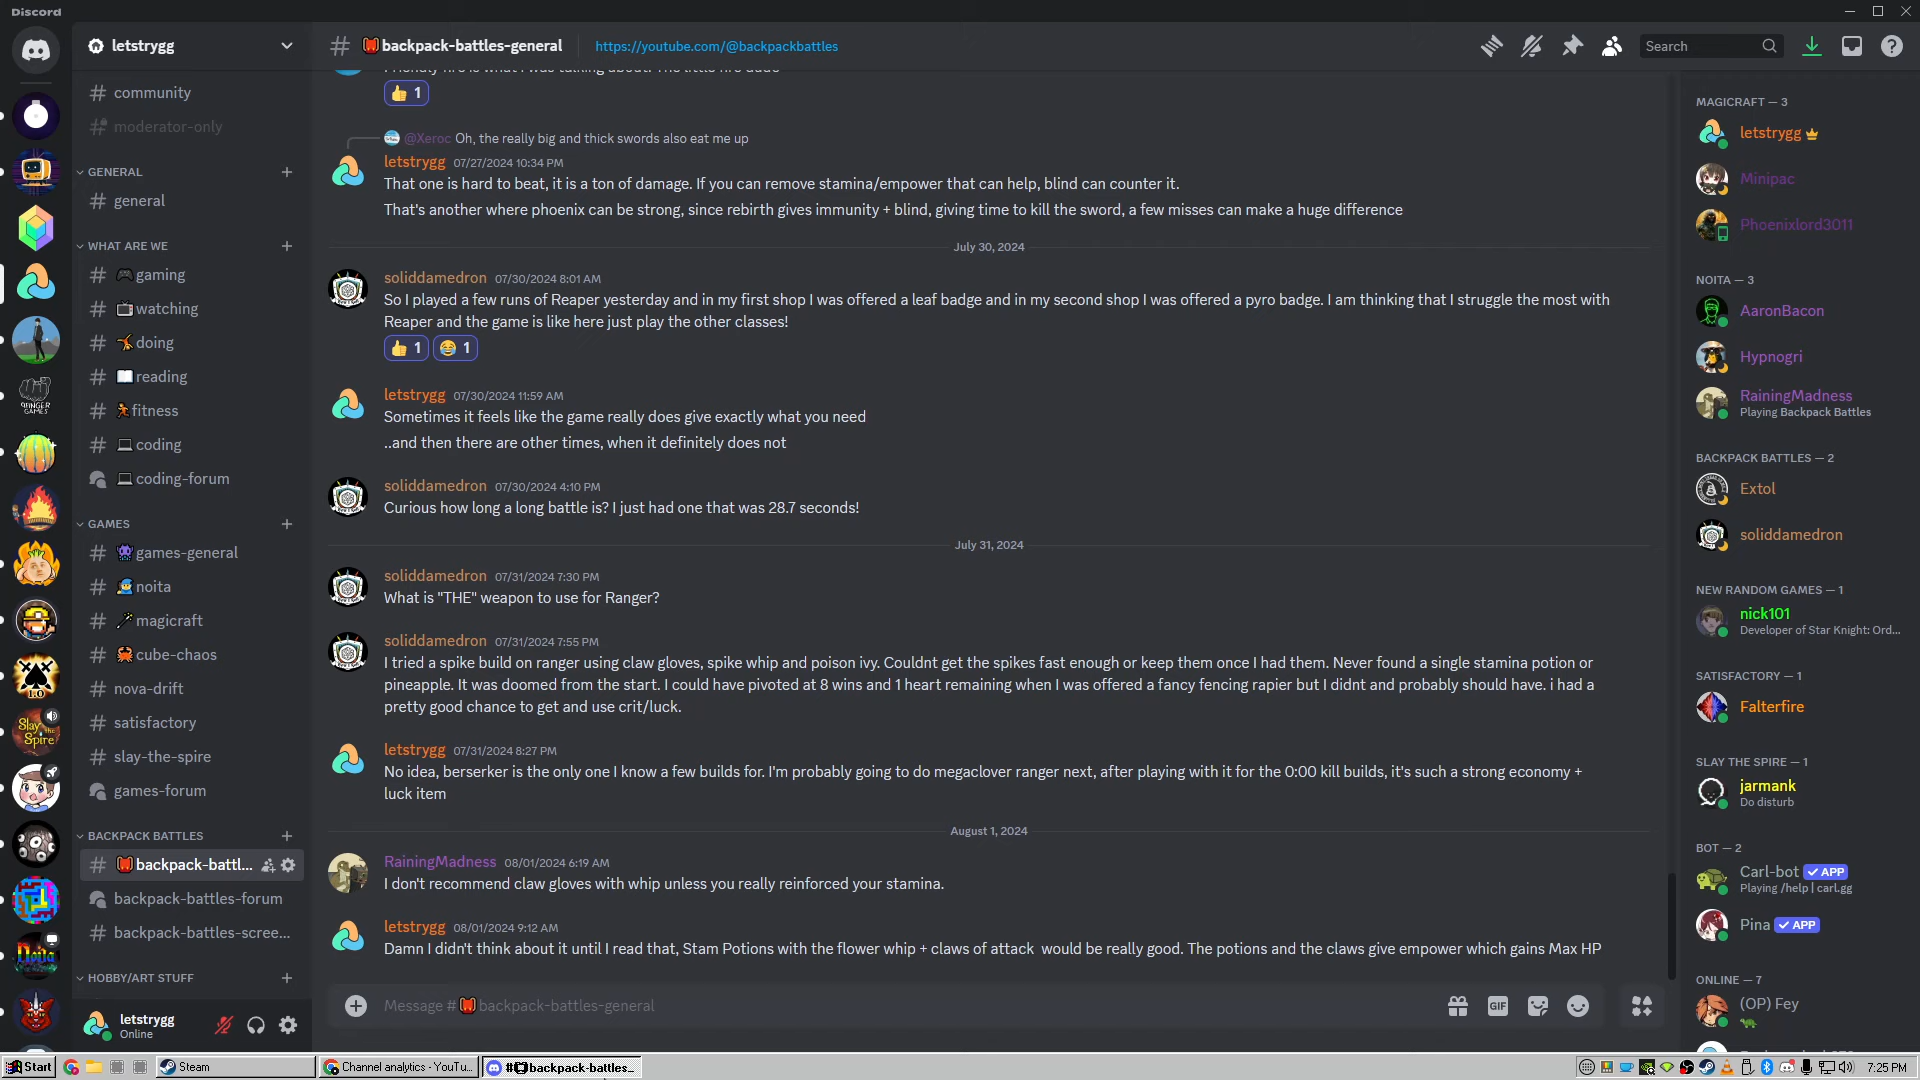 Discord
letstrygg
community
moderator-only
GENERAL
general
WHAT ARE WE
gaming
watching
doing
reading
fitness
coding
coding-forum
GAMES
games-general
noita
magicraft
cube-chaos
nova-drift
satisfactory
slay-the-spire
games-forum
BACKPACK BATTLES
backpack-battl...
backpack-battles-forum
backpack-battles-scree...
HOBBY/ART STUFF
letstrygg
Online
backpack-battles-general
https://youtube.com/@backpackbattles
Search
👍 1
@Xeroc Oh, the really big and thick swords also eat me up
letstrygg 07/27/2024 10:34 PM
That one is hard to beat, it is a ton of damage. If you can remove stamina/empower that can help, blind can counter it.
That's another where phoenix can be strong, since rebirth gives immunity + blind, giving time to kill the sword, a few misses can make a huge difference
July 30, 2024
soliddamedron 07/30/2024 8:01 AM
So I played a few runs of Reaper yesterday and in my first shop I was offered a leaf badge and in my second shop I was offered a pyro badge. I am thinking that I struggle the most with
Reaper and the game is like here just play the other classes!
👍 1 😂 1
letstrygg 07/30/2024 11:59 AM
Sometimes it feels like the game really does give exactly what you need
..and then there are other times, when it definitely does not
soliddamedron 07/30/2024 4:10 PM
Curious how long a long battle is? I just had one that was 28.7 seconds!
July 31, 2024
soliddamedron 07/31/2024 7:30 PM
What is "THE" weapon to use for Ranger?
soliddamedron 07/31/2024 7:55 PM
I tried a spike build on ranger using claw gloves, spike whip and poison ivy. Couldnt get the spikes fast enough or keep them once I had them. Never found a single stamina potion or
pineapple. It was doomed from the start. I could have pivoted at 8 wins and 1 heart remaining when I was offered a fancy fencing rapier but I didnt and probably should have. i had a
pretty good chance to get and use crit/luck.
letstrygg 07/31/2024 8:27 PM
No idea, berserker is the only one I know a few builds for. I'm probably going to do megaclover ranger next, after playing with it for the 0:00 kill builds, it's such a strong economy +
luck item
August 1, 2024
RainingMadness 08/01/2024 6:19 AM
I don't recommend claw gloves with whip unless you really reinforced your stamina.
letstrygg 08/01/2024 9:12 AM
Damn I didn't think about it until I read that, Stam Potions with the flower whip + claws of attack would be really good. The potions and the claws give empower which gains Max HP
Message # backpack-battles-general
GIF
MAGICRAFT — 3
letstrygg
Minipac
Phoenixlord3011
NOITA — 3
AaronBacon
Hypnogri
RainingMadness
Playing Backpack Battles
BACKPACK BATTLES — 2
Extol
soliddamedron
NEW RANDOM GAMES — 1
nick101
Developer of Star Knight: Ord...
SATISFACTORY — 1
Falterfire
SLAY THE SPIRE — 1
jarmank
Do disturb
BOT — 2
Carl-bot ✓ APP
Playing /help | carl.gg
Pina ✓ APP
ONLINE — 7
(OP) Fey
Start
Steam
Channel analytics - YouTu...
#backpack-battles...
7:25 PM